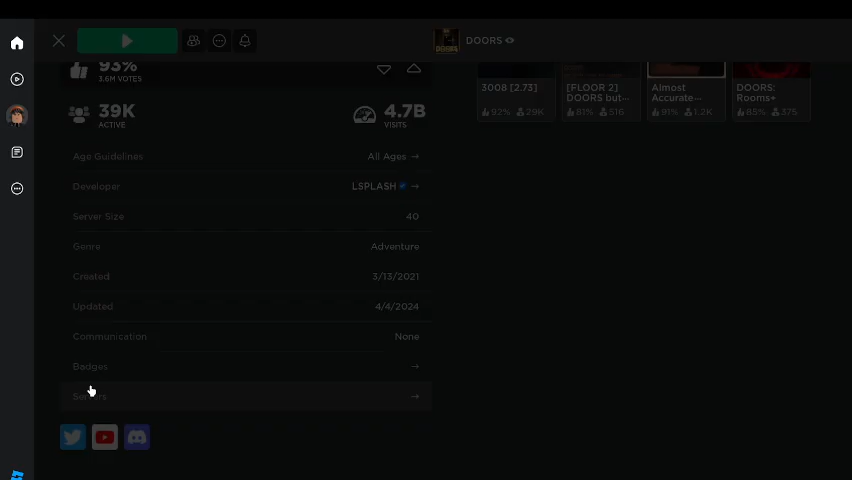 DOORS
93%
3.6M VOTES
39K
ACTIVE
4.7B
VISITS
Age Guidelines All Ages →
Developer LSPLASH →
Server Size 40
Genre Adventure
Created 3/13/2021
Updated 4/4/2024
Communication None
Badges →
Servers →
3008 [2.73]
92% 29K
[FLOOR 2]
DOORS but...
81% 516
Almost
Accurate...
91% 1.2K
DOORS:
Rooms+
85% 375